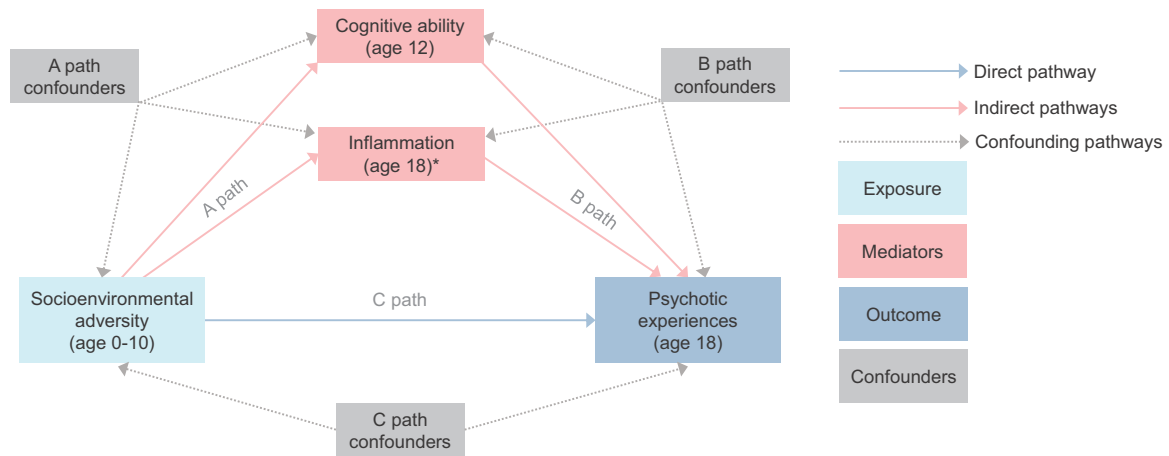 Cognitive ability
(age 12)
A path
confounders
B path
confounders
Inflammation
(age 18)*
A path
B path
Socioenvironmental
adversity
(age 0-10)
C path
Psychotic
experiences
(age 18)
C path
confounders
Direct pathway
Indirect pathways
Confounding pathways
Exposure
Mediators
Outcome
Confounders